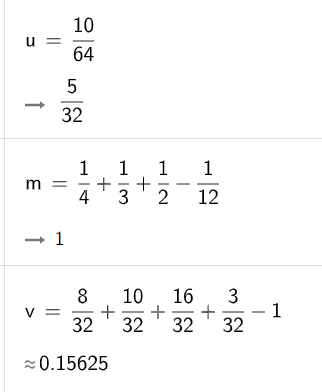 u = 10/64
→ 5/32
m = 1/4 + 1/3 + 1/2 − 1/12
→ 1
v = 8/32 + 10/32 + 16/32 + 3/32 − 1
≈ 0.15625